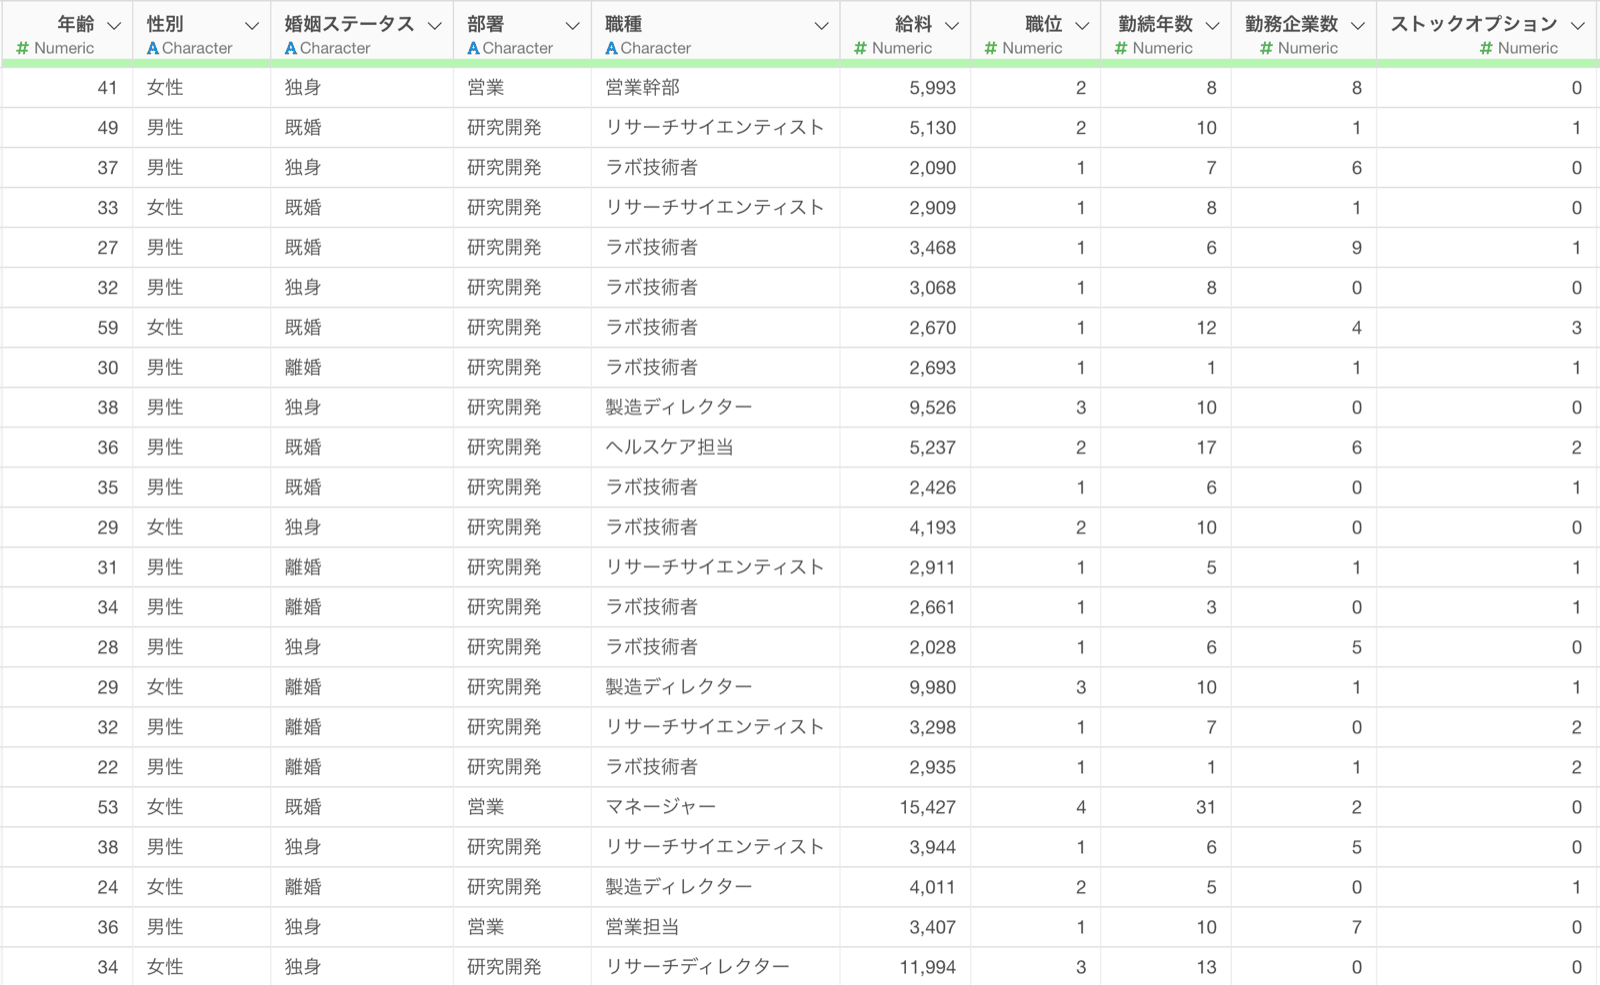 年齢 性別 婚姻ステータス 部署 職種 給料 職位 勤続年数 勤務企業数 ストックオプション
# Numeric A Character A Character A Character A Character # Numeric # Numeric # Numeric # Numeric # Numeric
41 女性 独身 営業 営業幹部 5,993 2 8 8 0
49 男性 既婚 研究開発 リサーチサイエンティスト 5,130 2 10 1 1
37 男性 独身 研究開発 ラボ技術者 2,090 1 7 6 0
33 女性 既婚 研究開発 リサーチサイエンティスト 2,909 1 8 1 0
27 男性 既婚 研究開発 ラボ技術者 3,468 1 6 9 1
32 男性 独身 研究開発 ラボ技術者 3,068 1 8 0 0
59 女性 既婚 研究開発 ラボ技術者 2,670 1 12 4 3
30 男性 離婚 研究開発 ラボ技術者 2,693 1 1 1 1
38 男性 独身 研究開発 製造ディレクター 9,526 3 10 0 0
36 男性 既婚 研究開発 ヘルスケア担当 5,237 2 17 6 2
35 男性 既婚 研究開発 ラボ技術者 2,426 1 6 0 1
29 女性 独身 研究開発 ラボ技術者 4,193 2 10 0 0
31 男性 離婚 研究開発 リサーチサイエンティスト 2,911 1 5 1 1
34 男性 離婚 研究開発 ラボ技術者 2,661 1 3 0 1
28 男性 独身 研究開発 ラボ技術者 2,028 1 6 5 0
29 女性 離婚 研究開発 製造ディレクター 9,980 3 10 1 1
32 男性 離婚 研究開発 リサーチサイエンティスト 3,298 1 7 0 2
22 男性 離婚 研究開発 ラボ技術者 2,935 1 1 1 2
53 女性 既婚 営業 マネージャー 15,427 4 31 2 0
38 男性 独身 研究開発 リサーチサイエンティスト 3,944 1 6 5 0
24 女性 離婚 研究開発 製造ディレクター 4,011 2 5 0 1
36 男性 独身 営業 営業担当 3,407 1 10 7 0
34 女性 独身 研究開発 リサーチディレクター 11,994 3 13 0 0